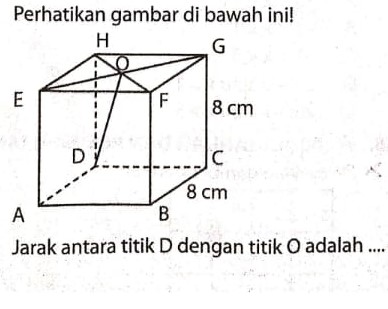 Perhatikan gambar di bawah ini!
H
G
O
E
F
8 cm
D
C
8 cm
A
B
Jarak antara titik D dengan titik O adalah ....